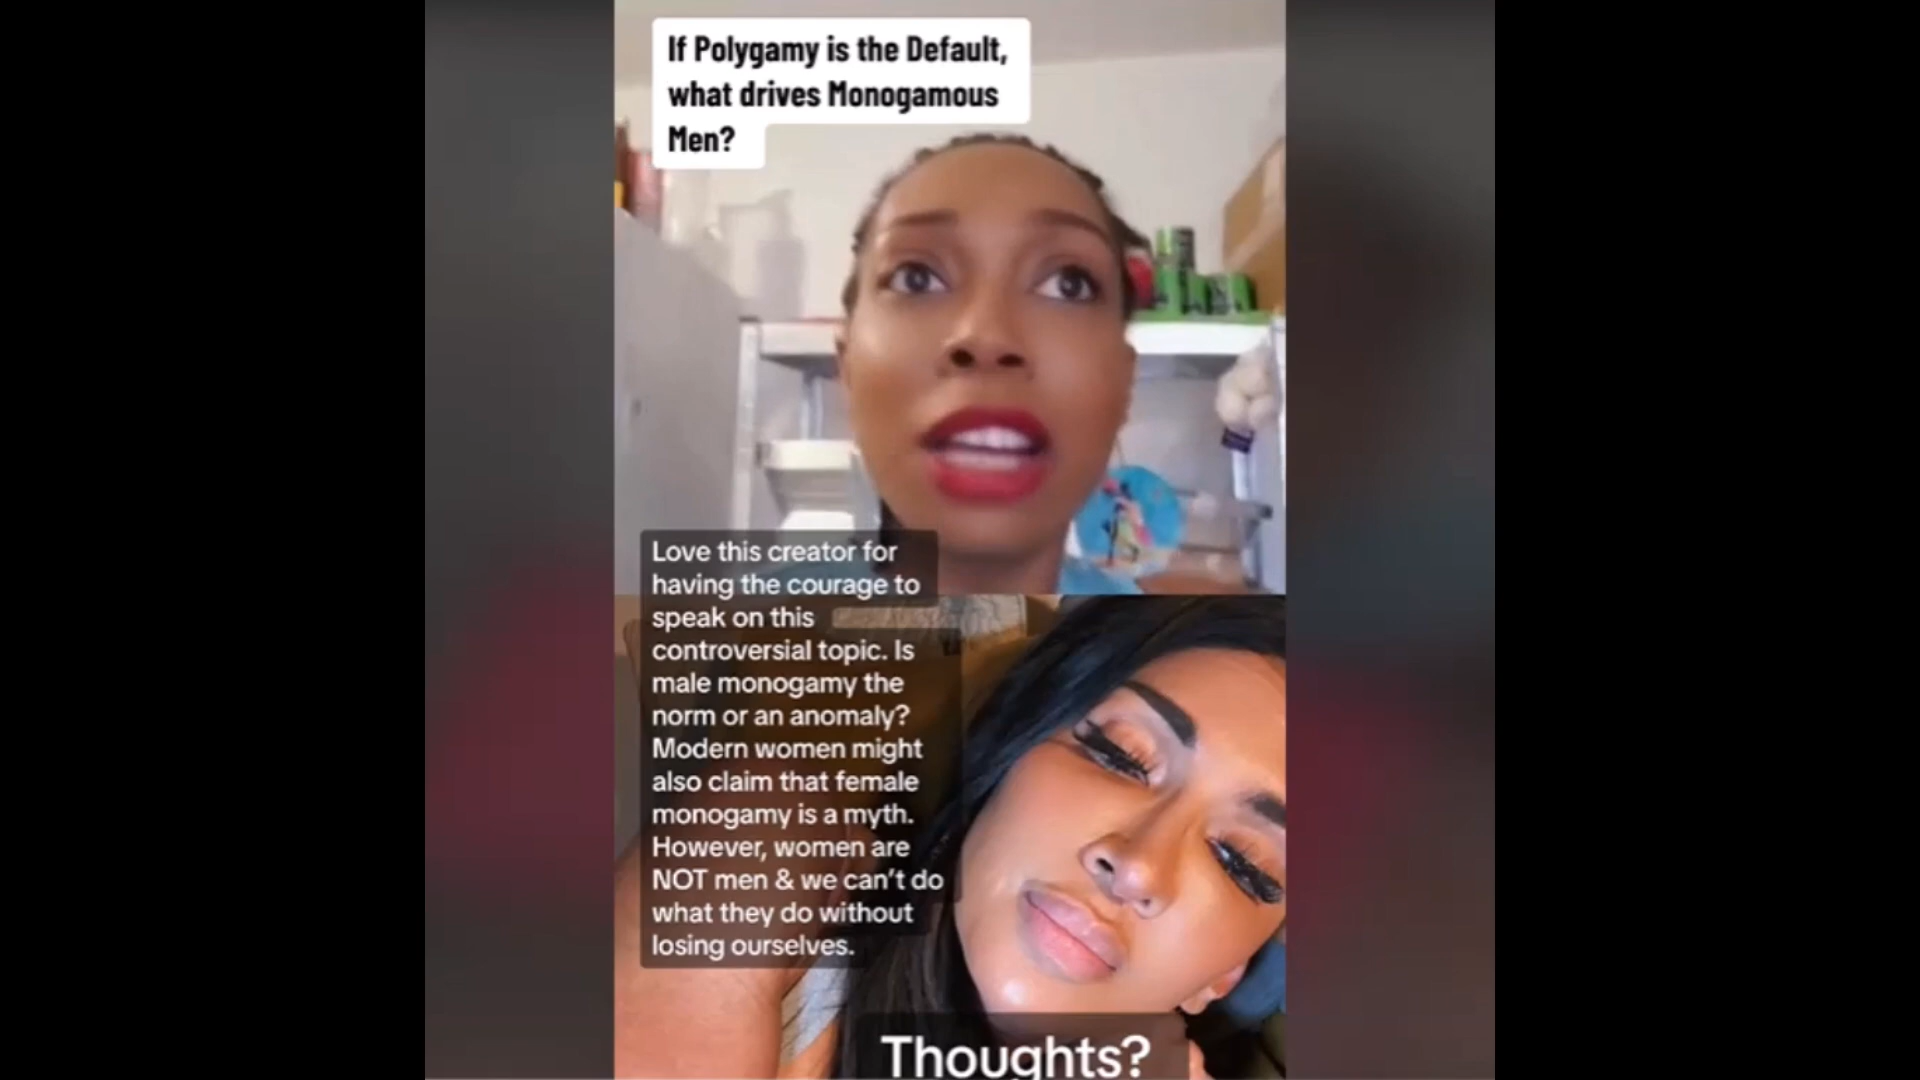 If Polygamy is the Default,
what drives Monogamous
Men?
Love this creator for
having the courage to
speak on this
controversial topic. Is
male monogamy the
norm or an anomaly?
Modern women might
also claim that female
monogamy is a myth.
However, women are
NOT men & we can’t do
what they do without
losing ourselves.
Thoughts?